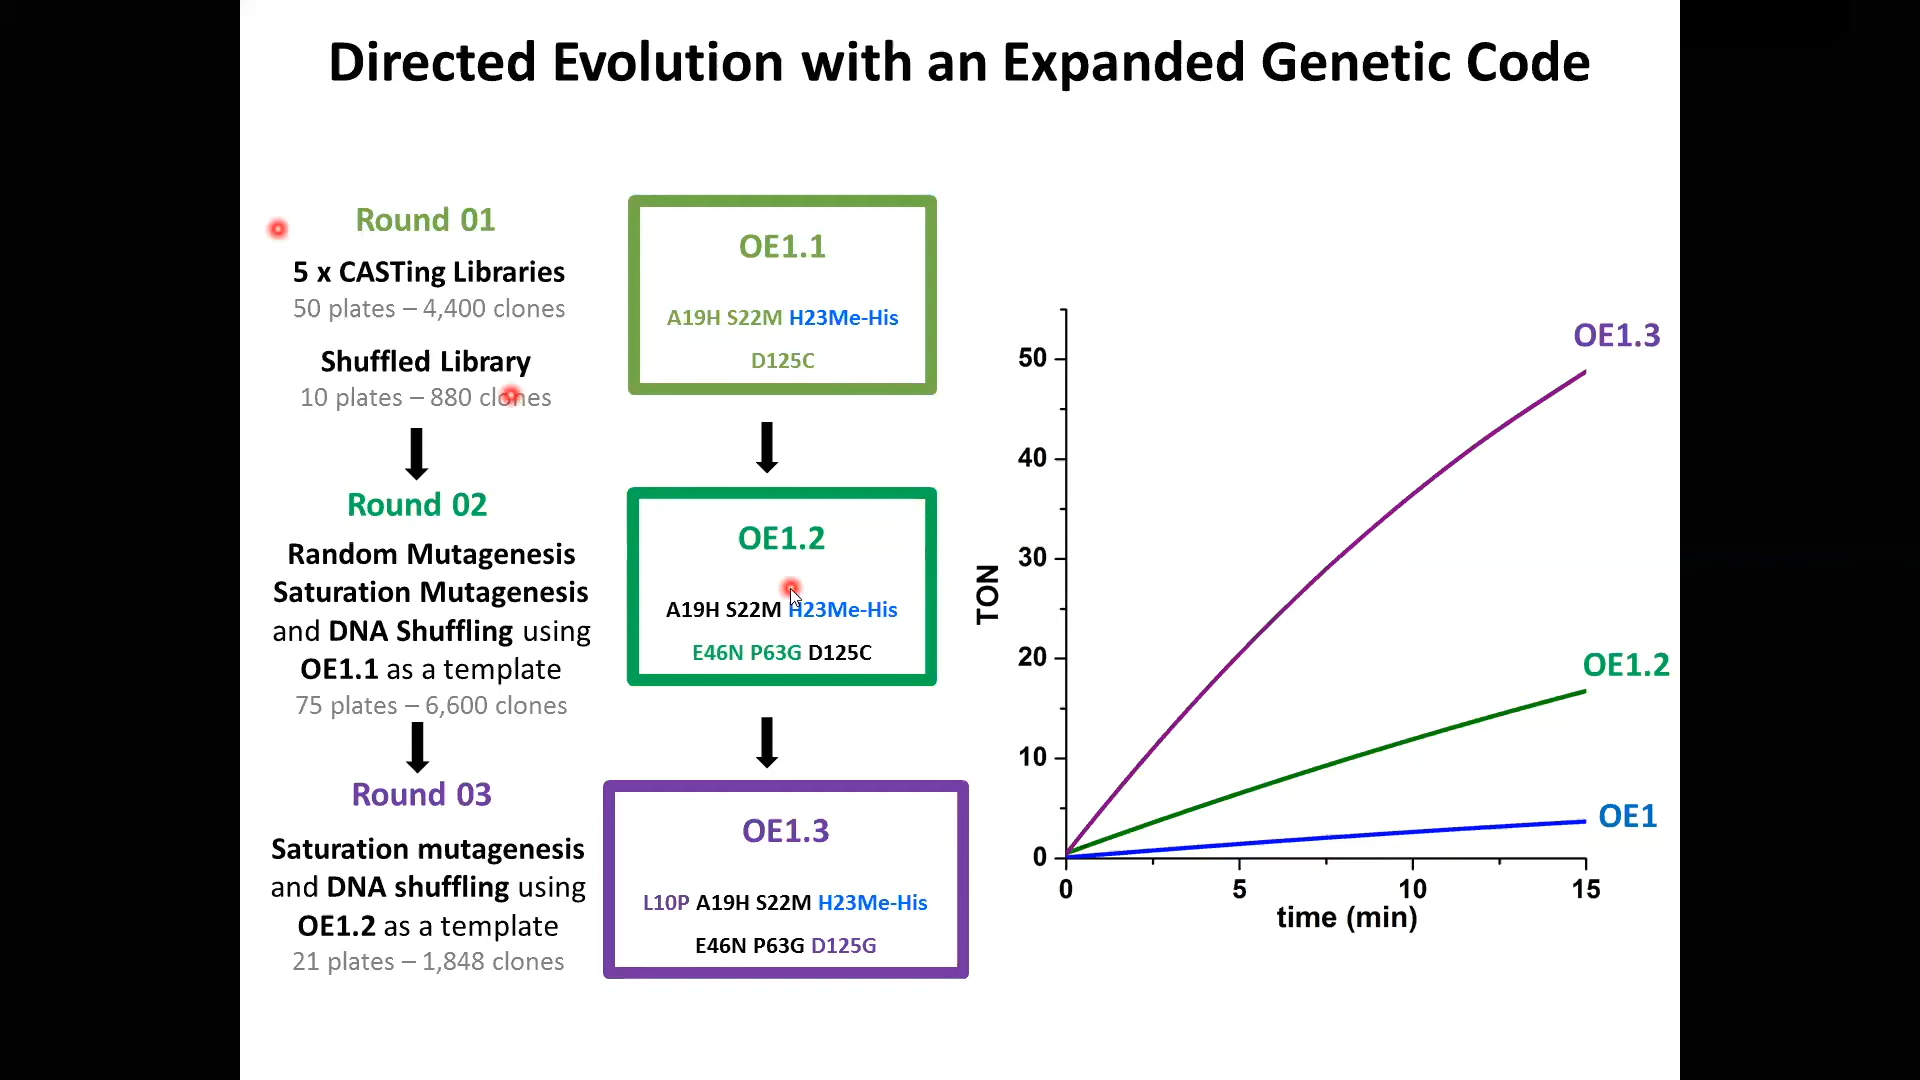 Directed Evolution with an Expanded Genetic Code
Round 01
5 x CASTing Libraries
50 plates – 4,400 clones
Shuffled Library
10 plates – 880 clones
Round 02
Random Mutagenesis
Saturation Mutagenesis
and DNA Shuffling using
OE1.1 as a template
75 plates – 6,600 clones
Round 03
Saturation mutagenesis
and DNA shuffling using
OE1.2 as a template
21 plates – 1,848 clones
OE1.1
A19H S22M H23Me-His
D125C
OE1.2
A19H S22M H23Me-His
E46N P63G D125C
OE1.3
L10P A19H S22M H23Me-His
E46N P63G D125G
TON
50
40
30
20
10
0
0 5 10 15
time (min)
OE1.3
OE1.2
OE1